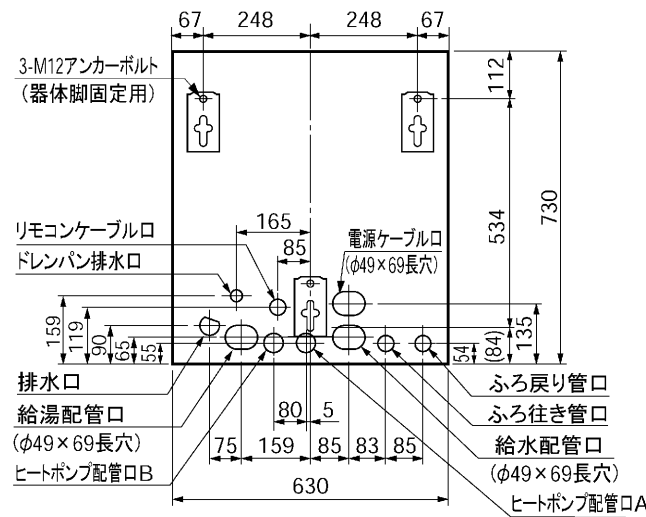 67 248 248 67
3-M12アンカーボルト
(器体脚固定用)
112
534
730
165
リモコンケーブル口
85
電源ケーブル口
(φ49×69長穴)
ドレンパン排水口
159
119
90
65
55
54
(84)
135
排水口
ふろ戻り管口
給湯配管口
80 5
ふろ往き管口
(φ49×69長穴)
75 159 85 83 85
給水配管口
(φ49×69長穴)
ヒートポンプ配管口B
630
ヒートポンプ配管口A